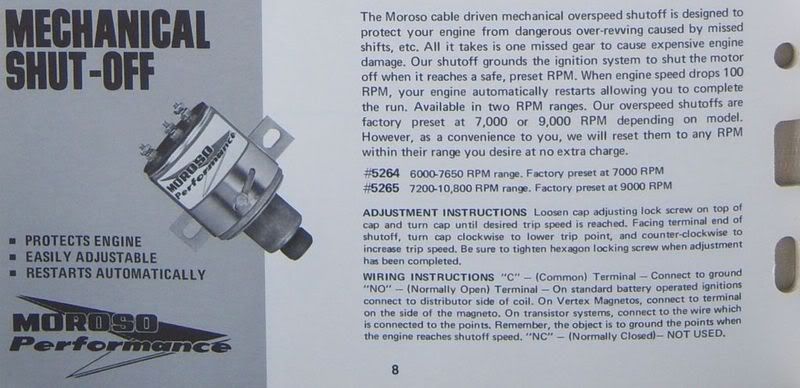 MECHANICAL
SHUT-OFF
MOROSO
Performance
■ PROTECTS ENGINE
■ EASILY ADJUSTABLE
■ RESTARTS AUTOMATICALLY
MOROSO
Performance
The Moroso cable driven mechanical overspeed shutoff is designed to
protect your engine from dangerous over-revving caused by missed
shifts, etc. All it takes is one missed gear to cause expensive engine
damage. Our shutoff grounds the ignition system to shut the motor
off when it reaches a safe, preset RPM. When engine speed drops 100
RPM, your engine automatically restarts allowing you to complete
the run. Available in two RPM ranges. Our overspeed shutoffs are
factory preset at 7,000 or 9,000 RPM depending on model.
However, as a convenience to you, we will reset them to any RPM
within their range you desire at no extra charge.
#5264 6000-7650 RPM range. Factory preset at 7000 RPM
#5265 7200-10,800 RPM range. Factory preset at 9000 RPM
ADJUSTMENT INSTRUCTIONS Loosen cap adjusting lock screw on top of
cap and turn cap until desired trip speed is reached. Facing terminal end of
shutoff, turn cap clockwise to lower trip point, and counter-clockwise to
increase trip speed. Be sure to tighten hexagon locking screw when adjustment
has been completed.
WIRING INSTRUCTIONS "C" – (Common) Terminal – Connect to ground
"NO" – (Normally Open) Terminal – On standard battery operated ignitions
connect to distributor side of coil. On Vertex Magnetos, connect to terminal
on the side of the magneto. On transistor systems, connect to the wire which
is connected to the points. Remember, the object is to ground the points when
the engine reaches shutoff speed. "NC" – (Normally Closed)– NOT USED.
8